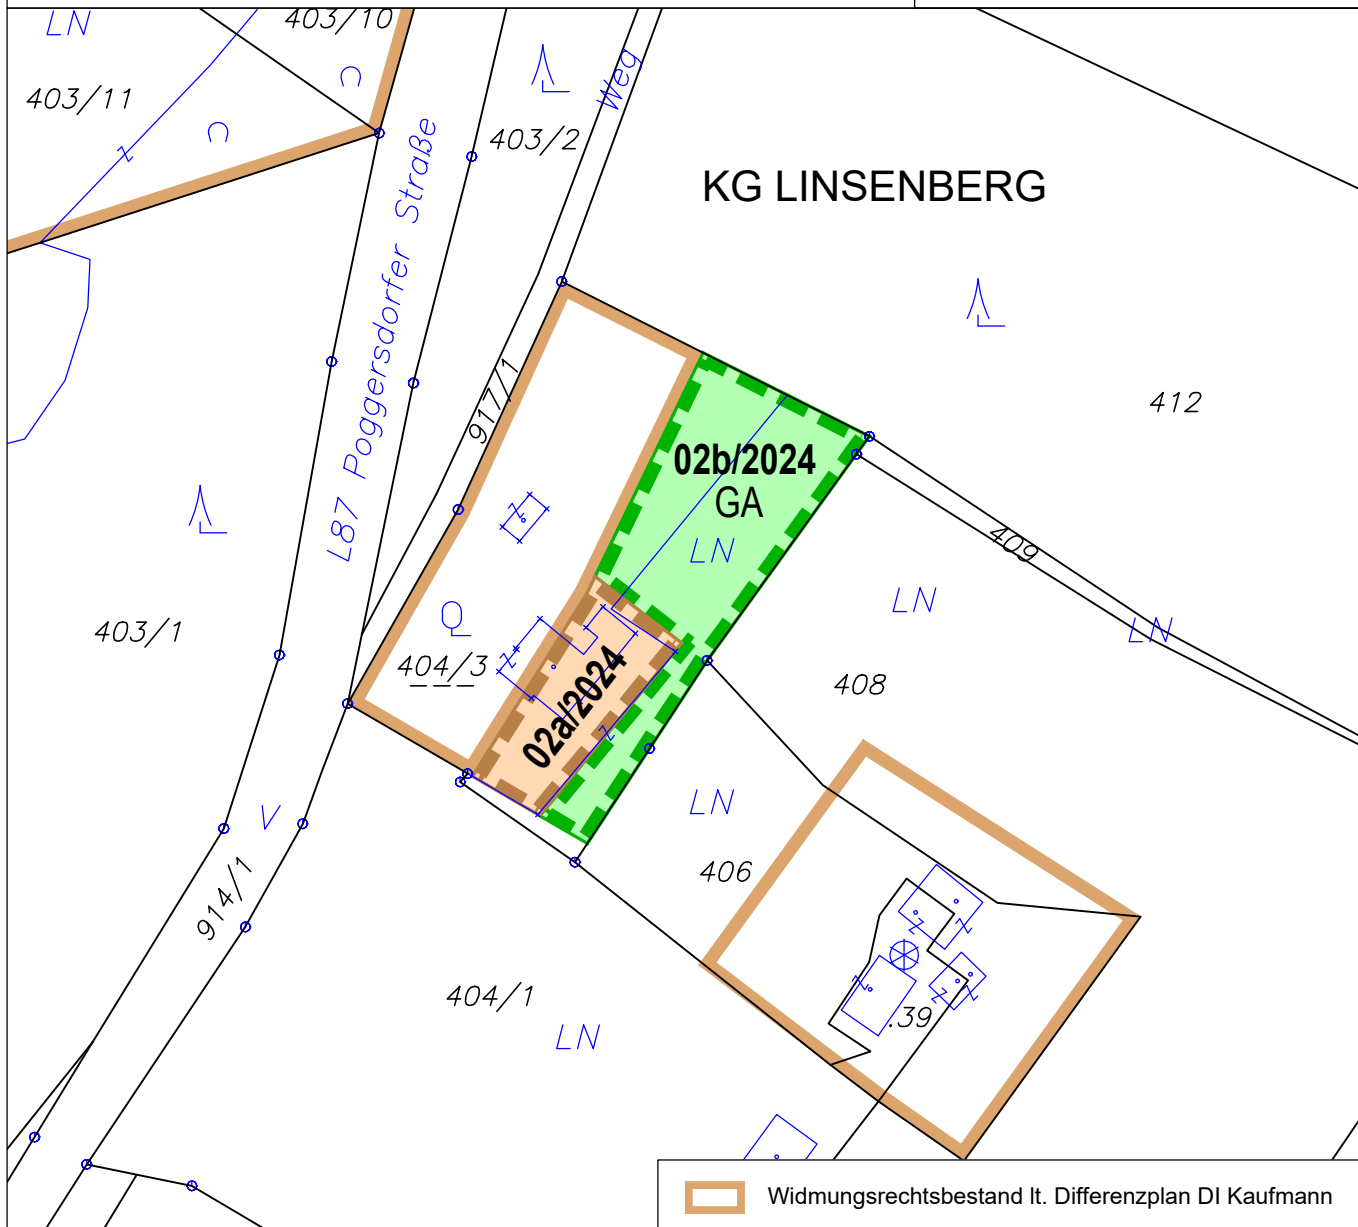 LN
403/10
403/11
403/2
Weg
KG LINSENBERG
L87 Poggersdorfer Straße
917/1
412
02b/2024
GA
LN
409
LN
LN
403/1
404/3
02a/2024
408
V
LN
406
914/1
404/1
LN
.39
Widmungsrechtsbestand lt. Differenzplan DI Kaufmann